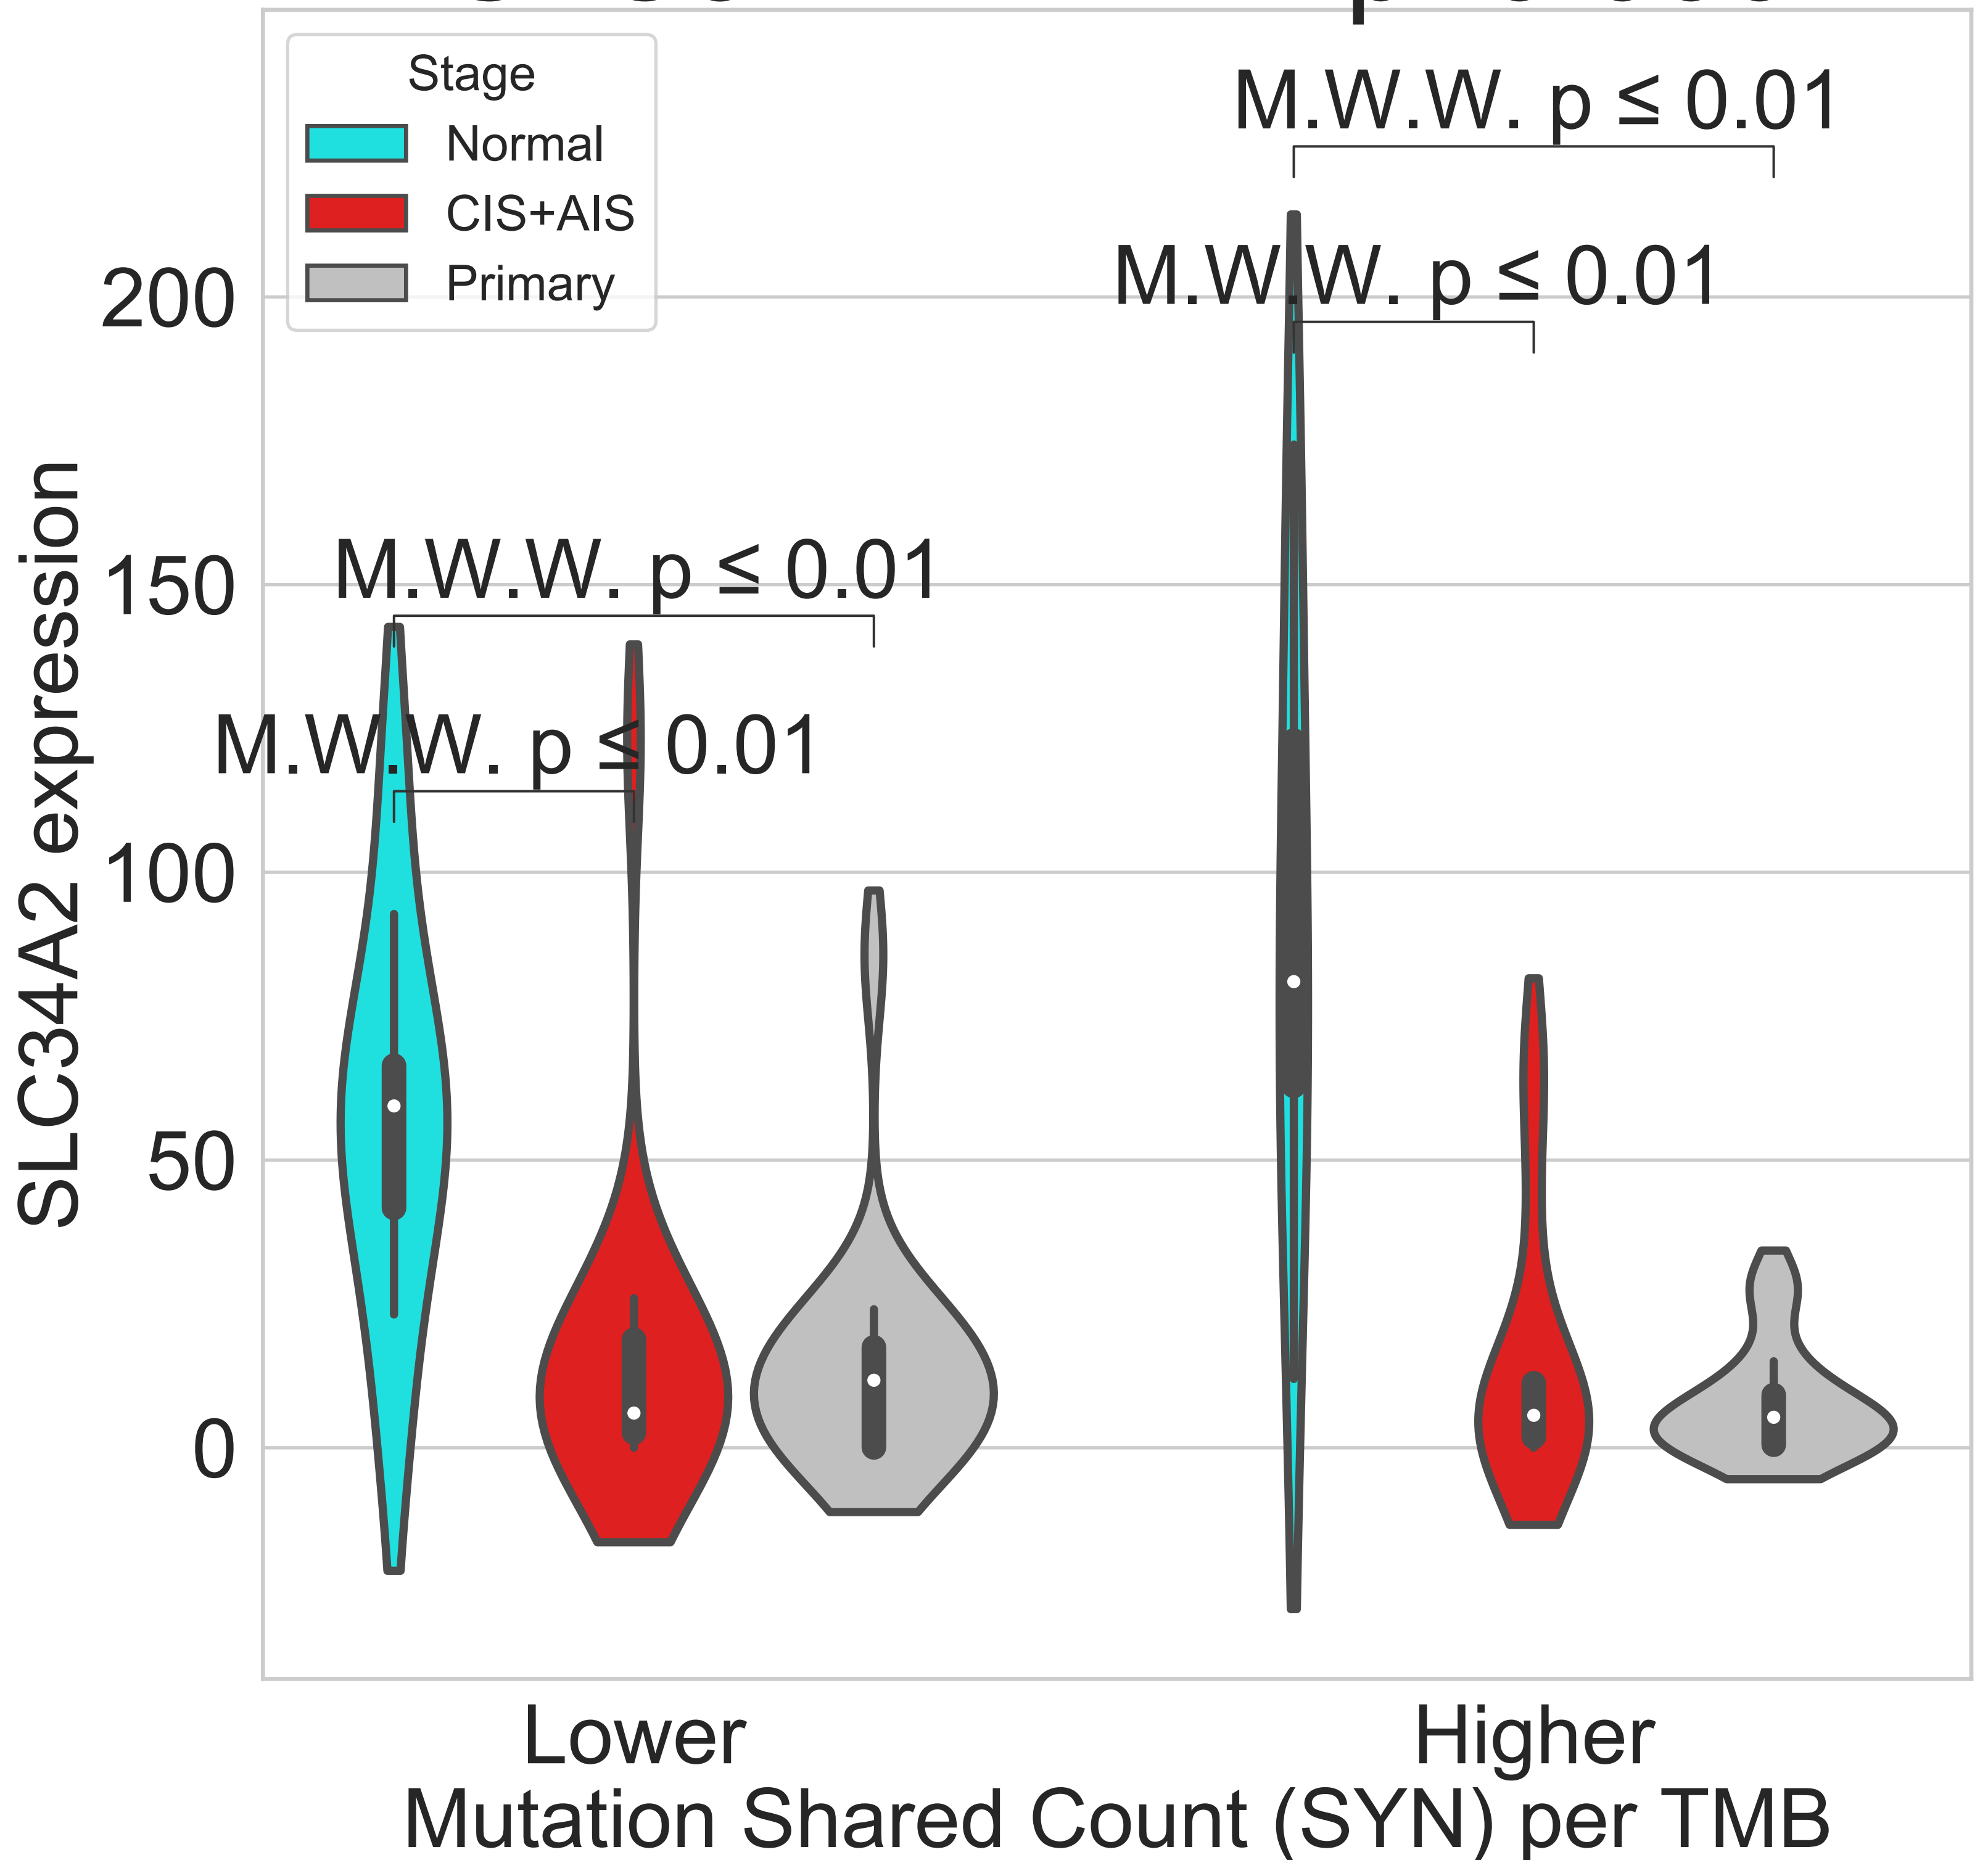 Stage
Normal
CIS+AIS
Primary
M.W.W. p ≤ 0.01
M.W.W. p ≤ 0.01
M.W.W. p ≤ 0.01
M.W.W. p ≤ 0.01
200
150
100
50
0
SLC34A2 expression
Lower
Higher
Mutation Shared Count (SYN) per TMB